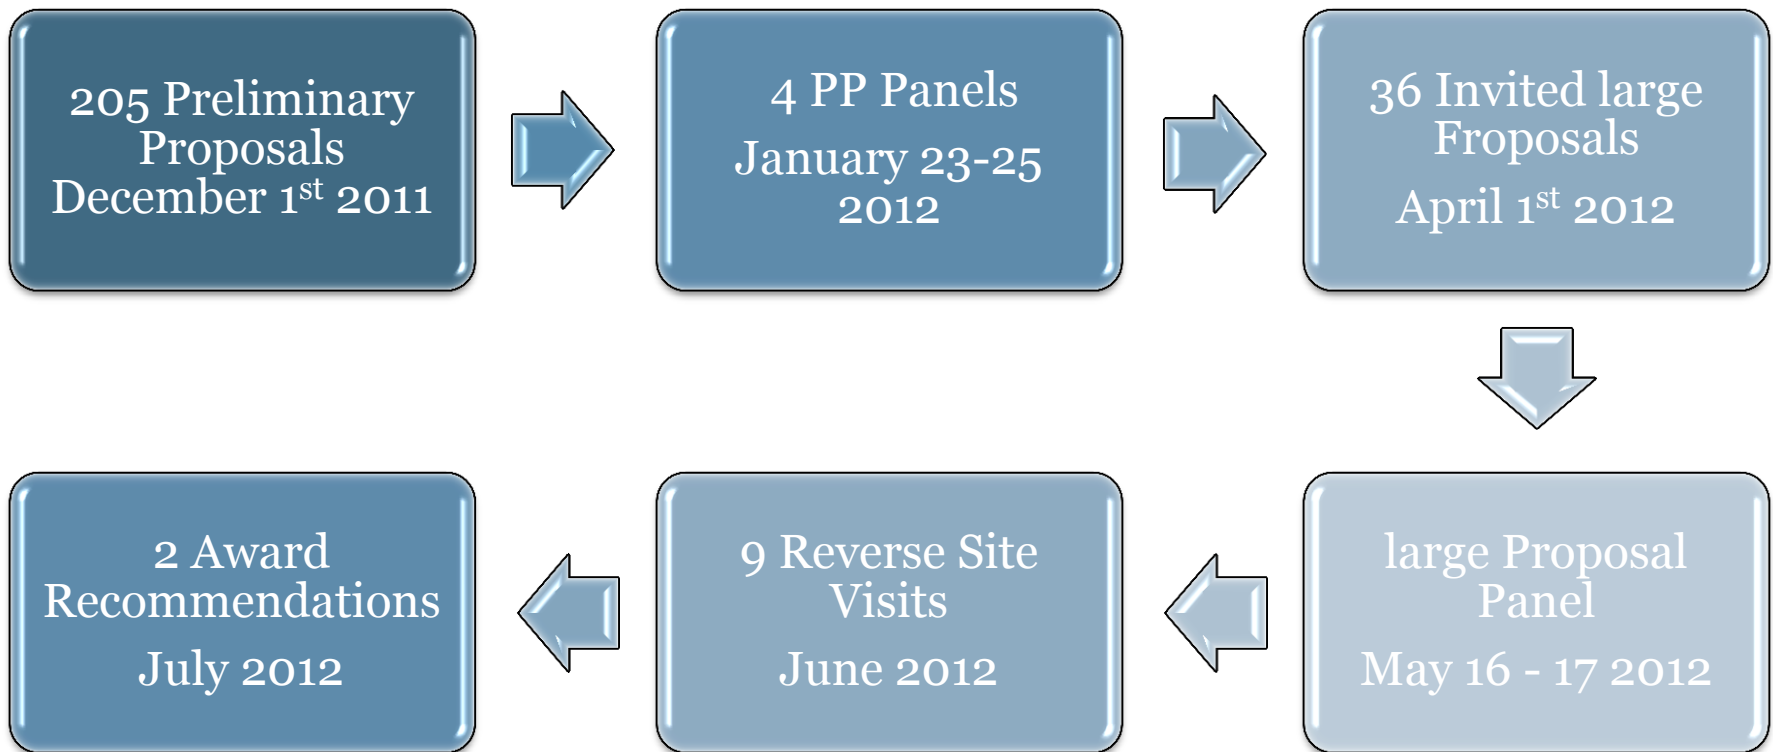 205 Preliminary
Proposals
December 1st 2011
4 PP Panels
January 23-25
2012
36 Invited large
Froposals
April 1st 2012
large Proposal
Panel
May 16 - 17 2012
9 Reverse Site
Visits
June 2012
2 Award
Recommendations
July 2012